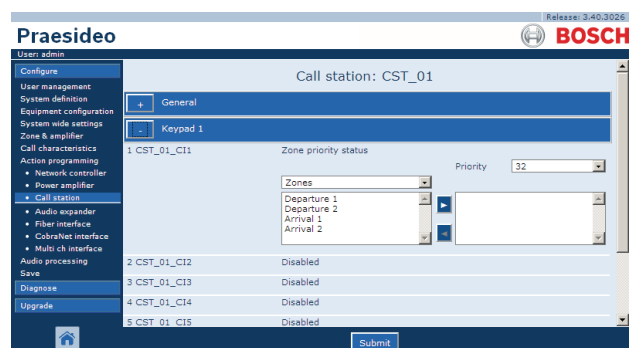 Release: 3.40.3026
Praesideo
BOSCH
User: admin
Configure
User management
System definition
Equipment configuration
System wide settings
Zone & amplifier
Call characteristics
Action programming
• Network controller
• Power amplifier
• Call station
• Audio expander
• Fiber interface
• CobraNet interface
• Multi ch interface
Audio processing
Save
Diagnose
Upgrade
Call station: CST_01
+ General
- Keypad 1
1 CST_01_CI1 Zone priority status
Priority 32
Zones
Departure 1
Departure 2
Arrival 1
Arrival 2
2 CST_01_CI2 Disabled
3 CST_01_CI3 Disabled
4 CST_01_CI4 Disabled
5 CST_01_CI5 Disabled
Submit